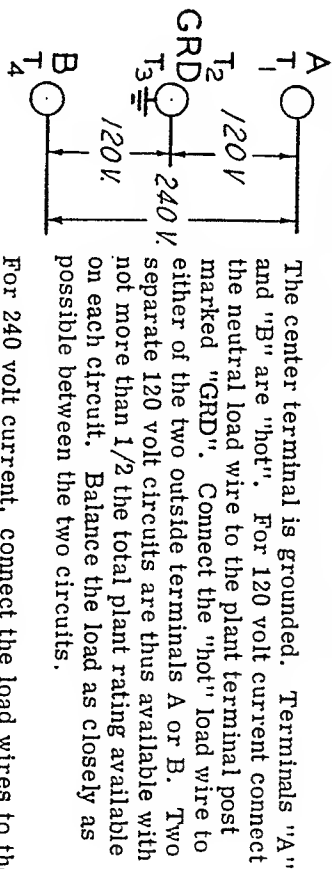 A
T1
120 V.
T2
GRD
T3
240 V.
120 V.
B
T4
The center terminal is grounded. Terminals "A"
and "B" are "hot". For 120 volt current connect
the neutral load wire to the plant terminal post
marked "GRD". Connect the "hot" load wire to
either of the two outside terminals A or B. Two
separate 120 volt circuits are thus available with
not more than 1/2 the total plant rating available
on each circuit. Balance the load as closely as
possible between the two circuits.
For 240 volt current, connect the load wires to the